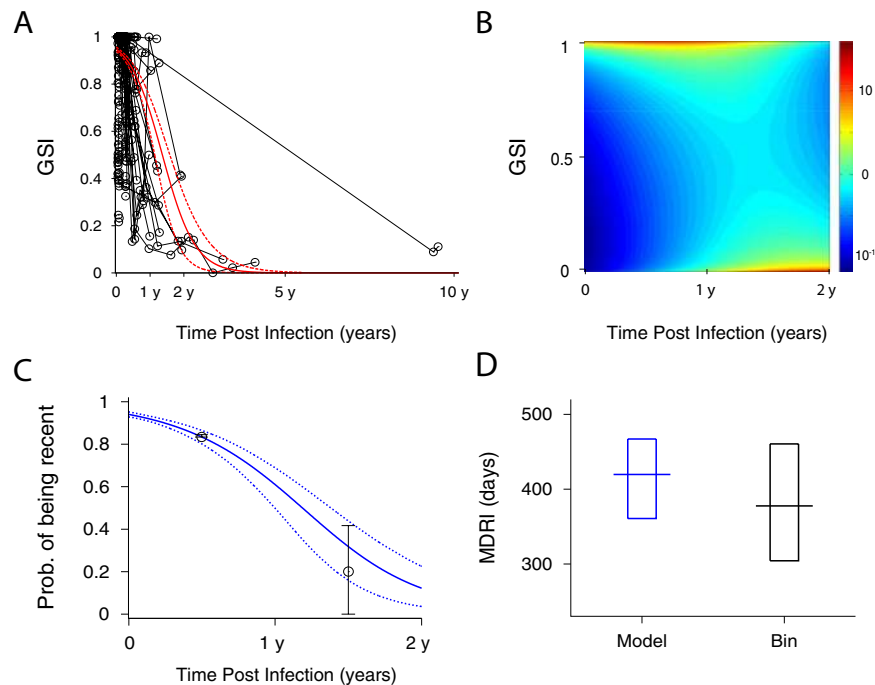 A
GSI
1
0.8
0.6
0.4
0.2
0
0 1 y 2 y 5 y 10 y
Time Post Infection (years)
B
GSI
1
0.5
0
0 1 y 2 y
Time Post Infection (years)
10
0
10⁻¹
C
Prob. of being recent
1
0.8
0.6
0.4
0.2
0
0 1 y 2 y
Time Post Infection (years)
D
MDRI (days)
500
400
300
Model Bin